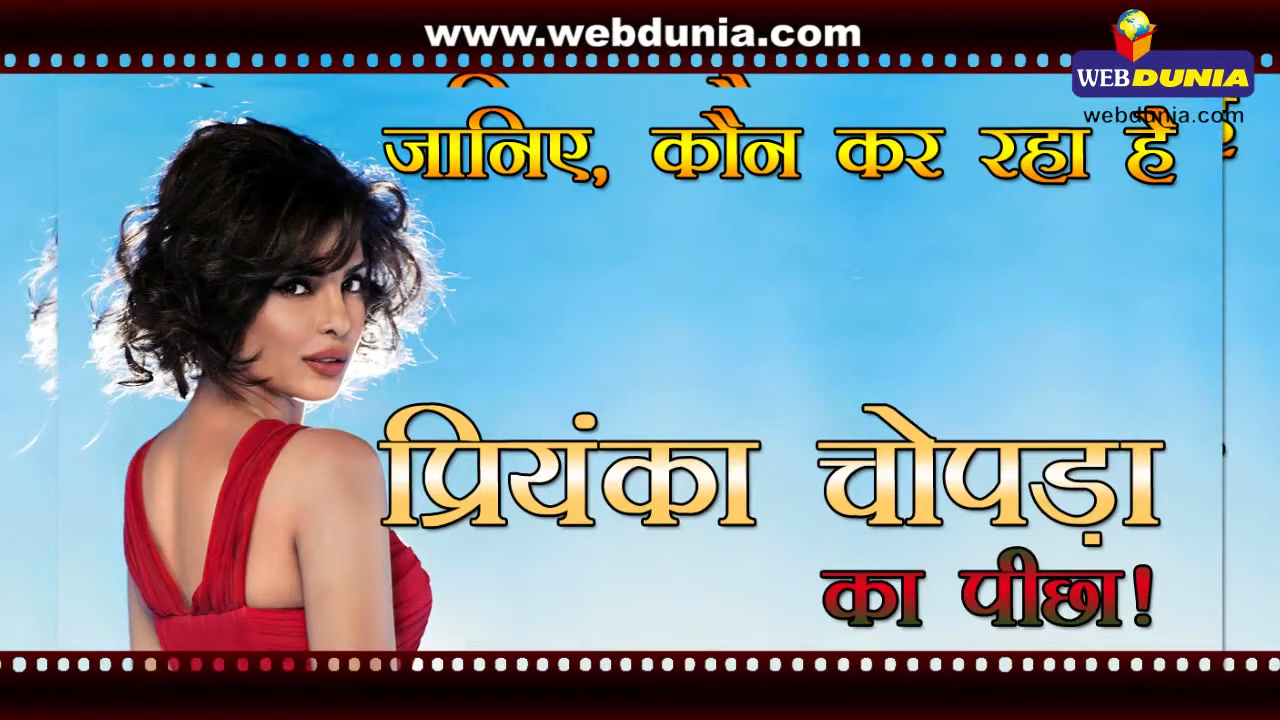 www.webdunia.com
WEBDUNIA
webdunia.com
जानिए, कौन कर रहा है
प्रियंका चोपड़ा
का पीछा!